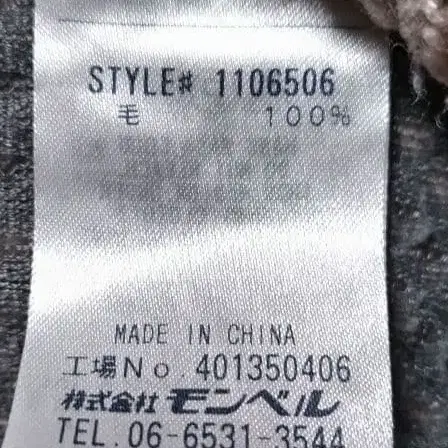 STYLE# 1106506
毛 100%
MADE IN CHINA
工場No. 401350406
株式会社 モンベル
TEL.06-6531-3544